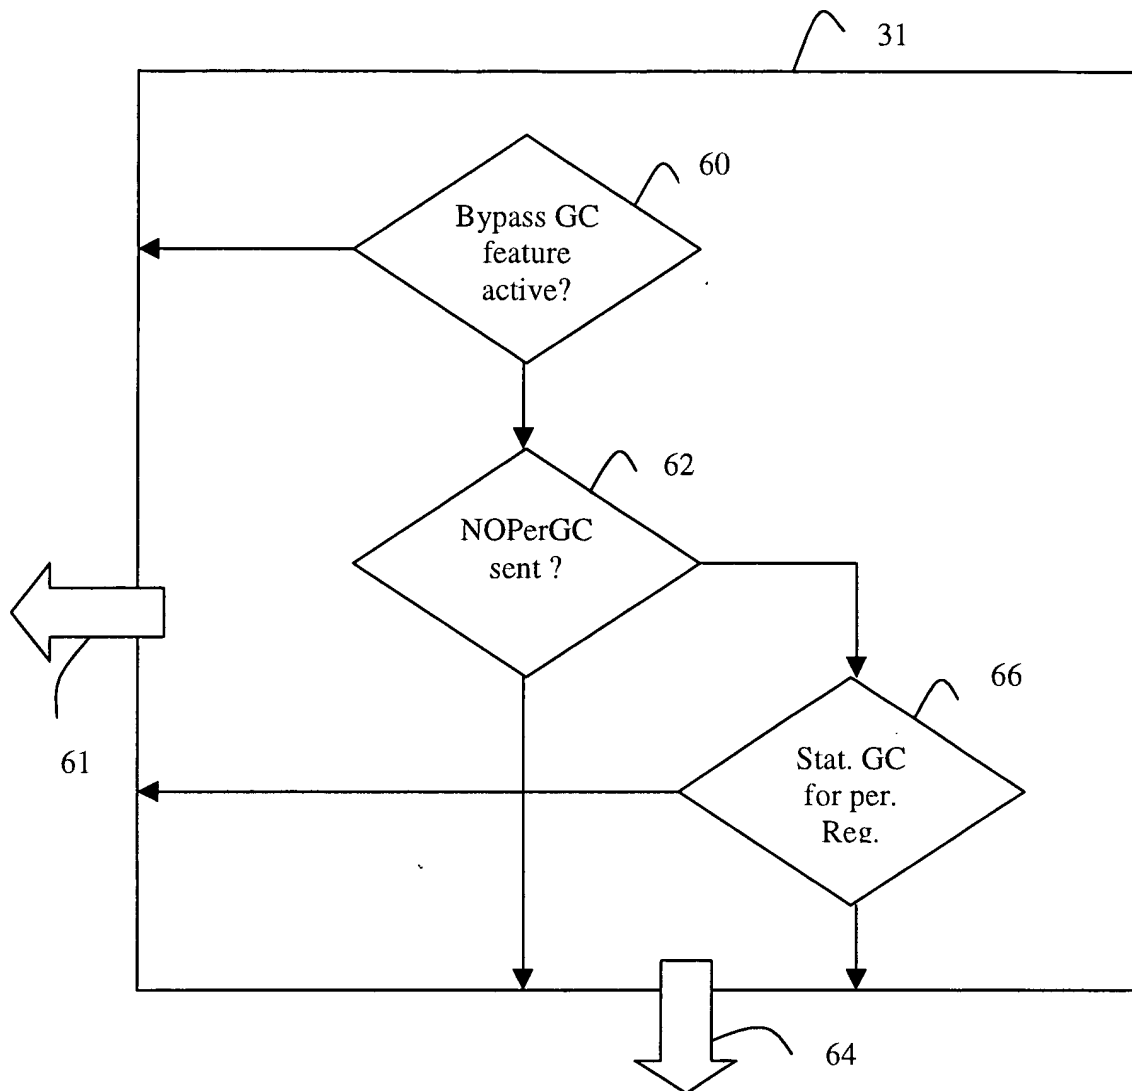 31
60
Bypass GC
feature
active?
62
NOPerGC
sent ?
66
Stat. GC
for per.
Reg.
61
64